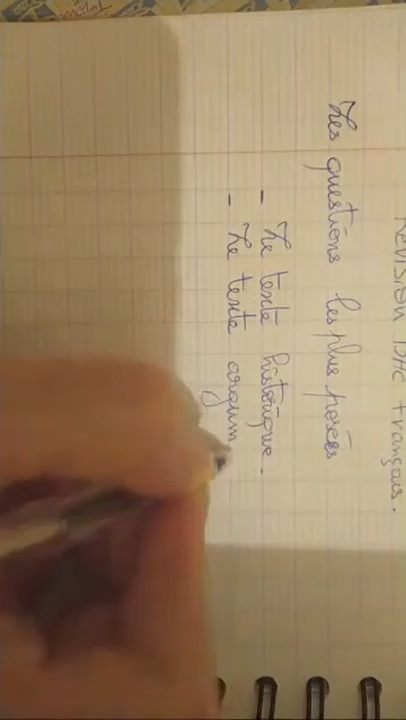 Révision BAC français.
Les questions les plus posées
- Le texte historique.
- Le texte argum